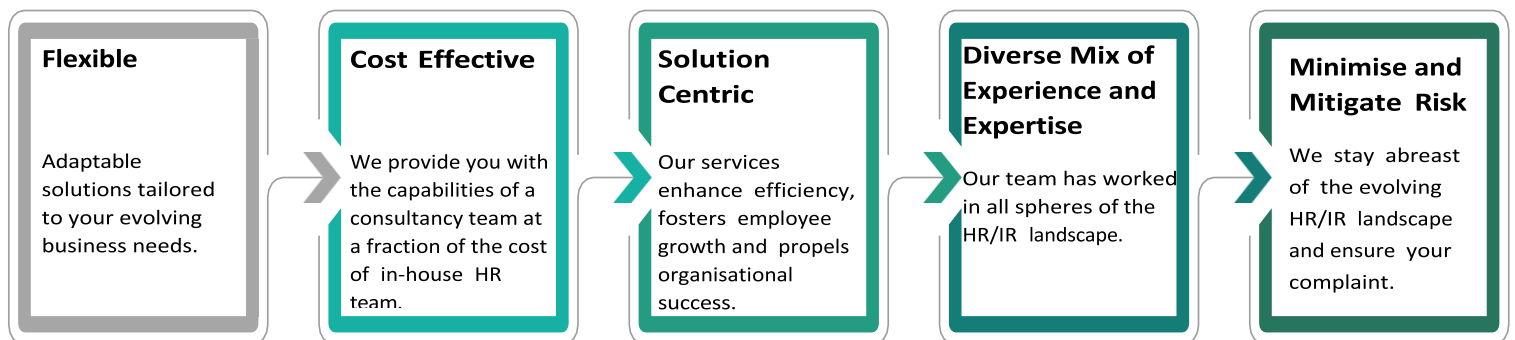 Flexible
Adaptable
solutions tailored
to your evolving
business needs.
Cost Effective
We provide you with
the capabilities of a
consultancy team at
a fraction of the cost
of in-house HR
team.
Solution
Centric
Our services
enhance efficiency,
fosters employee
growth and propels
organisational
success.
Diverse Mix of
Experience and
Expertise
Our team has worked
in all spheres of the
HR/IR landscape.
Minimise and
Mitigate Risk
We stay abreast
of the evolving
HR/IR landscape
and ensure your
complaint.